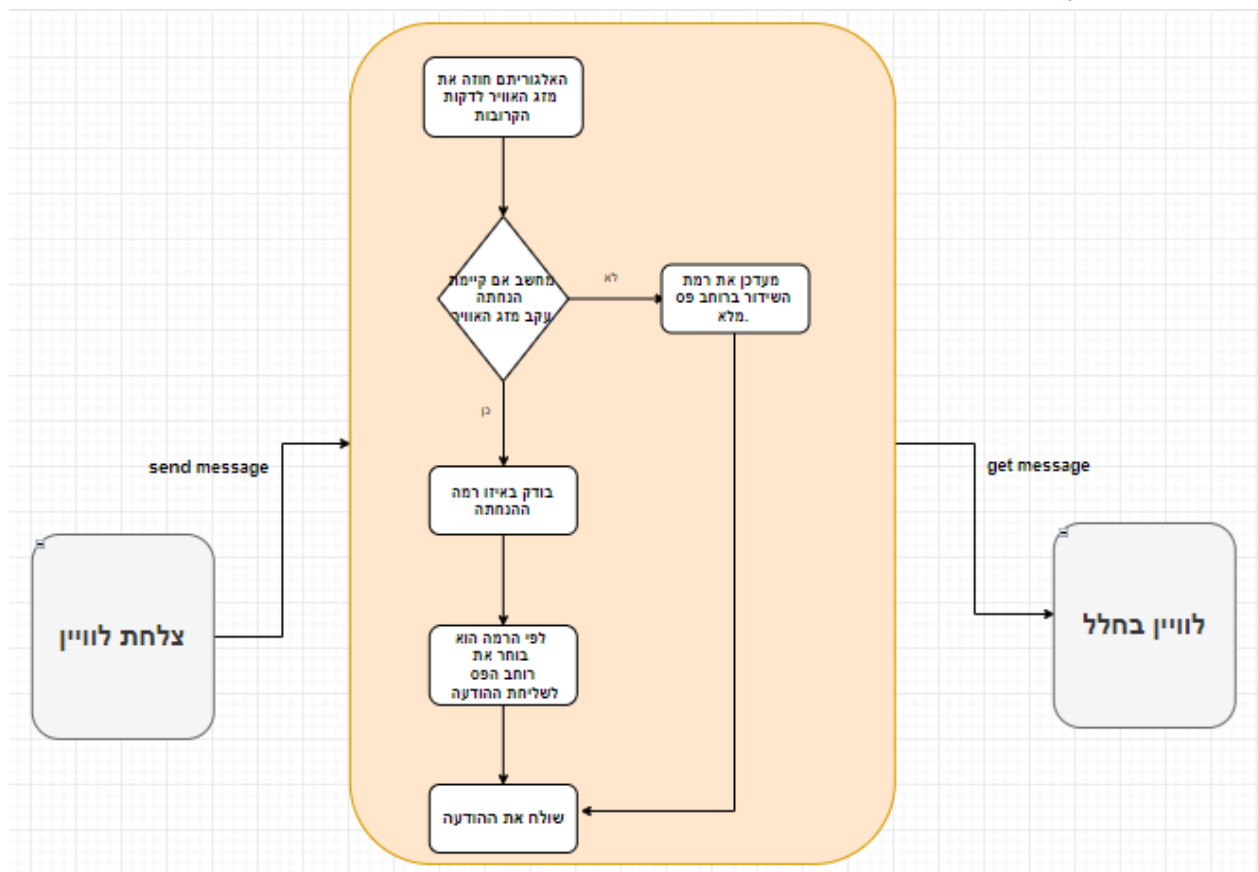 האלגוריתם חוזה את
מזג האוויר לדקות
הקרובות
מחשב אם קיימת
הנחתה
עקב מזג האוויר
לא
מעדכן את רמת
השידור ברוחב פס
מלא.
כן
בודק באיזו רמה
ההנחתה
לפי הרמה הוא
בוחר את
רוחב הפס
לשליחת ההודעה
שולח את ההודעה
send message
צלחת לוויין
get message
לוויין בחלל